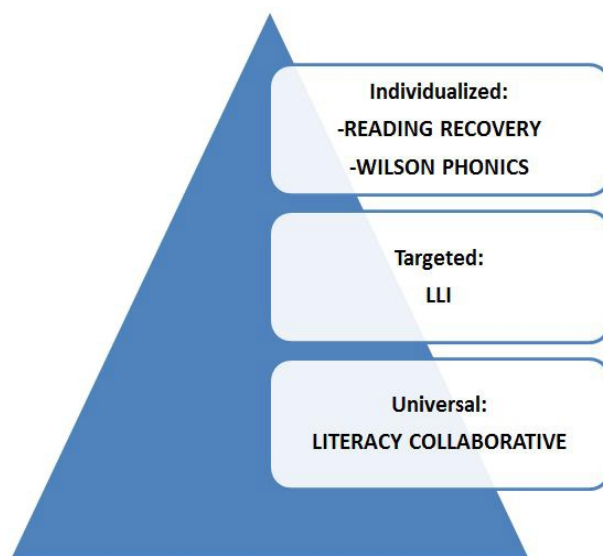 Individualized:
-READING RECOVERY
-WILSON PHONICS
Targeted:
LLI
Universal:
LITERACY COLLABORATIVE